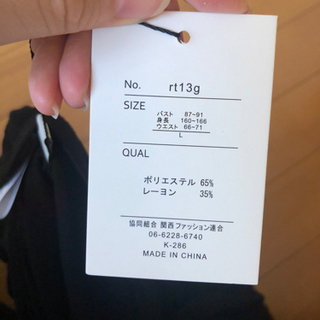 No. rt13g
SIZE
バスト 87~91
身長 160~166
ウエスト 66~71
L
QUAL
ポリエステル 65%
レーヨン 35%
協同組合 関西ファッション連合
06-6228-6740
K-286
MADE IN CHINA